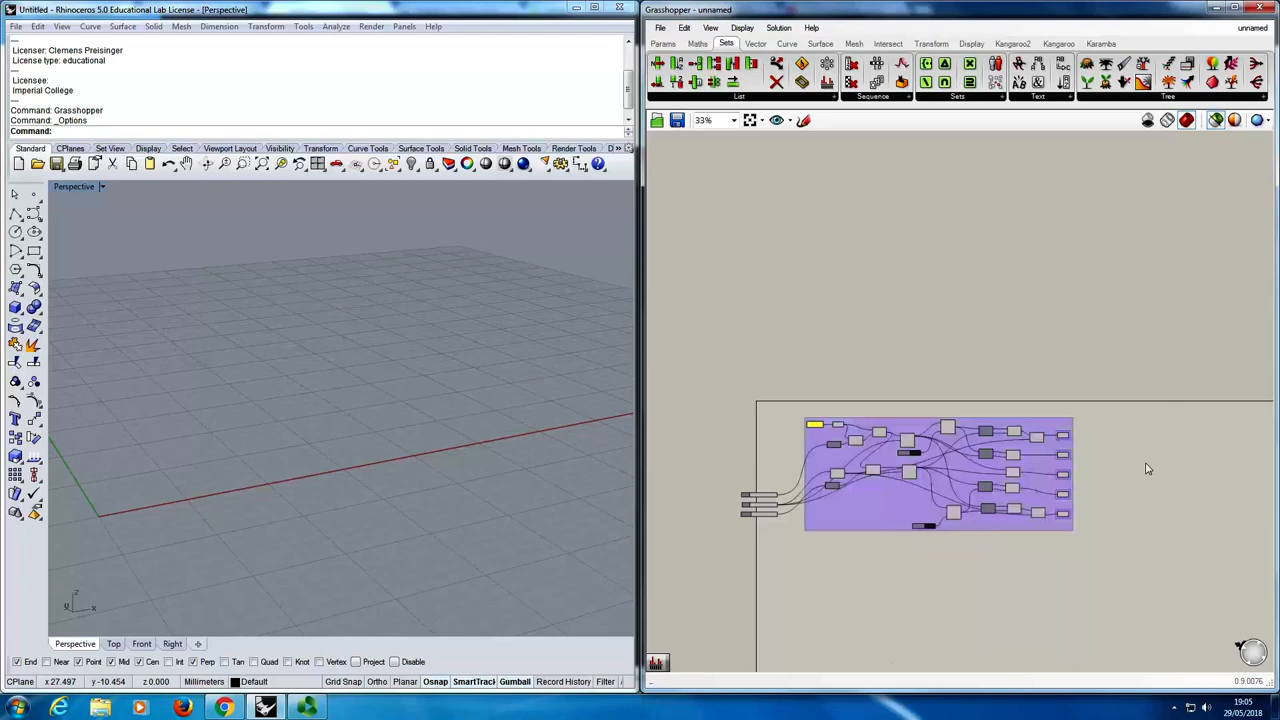 Untitled - Rhinoceros 5.0 Educational Lab License - [Perspective]
File Edit View Curve Surface Solid Mesh Dimension Transform Tools Analyze Render Panels Help
---
Licenser: Clemens Preisinger
License type: educational
---
Licensee:
Imperial College
---
Command: Grasshopper
Command: _Options
Command:
Standard CPlanes Set View Display Select Viewport Layout Visibility Transform Curve Tools Surface Tools Solid Tools Mesh Tools Render Tools D »
Perspective
z
x
Perspective Top Front Right
End Near Point Mid Cen Int Perp Tan Quad Knot Vertex Project Disable
CPlane x 27.497 y -10.454 z 0.000 Millimeters Default Grid Snap Ortho Planar Osnap SmartTrack Gumball Record History Filter
Grasshopper - unnamed
File Edit View Display Solution Help unnamed
Params Maths Sets Vector Curve Surface Mesh Intersect Transform Display Kangaroo2 Kangaroo Karamba
List Sequence Sets Text Tree
33%
0.9.0076
19:05
29/05/2018